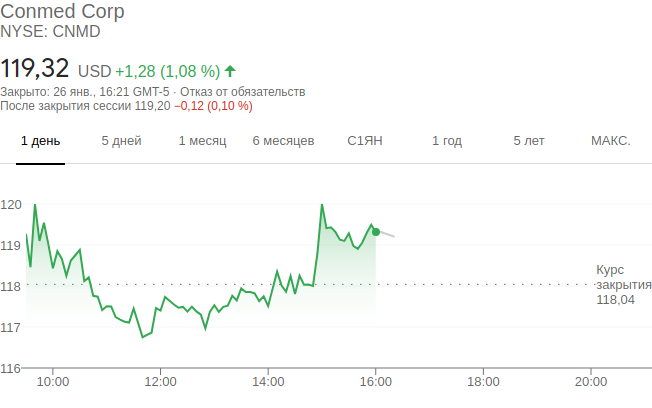 Conmed Corp
NYSE: CNMD
119,32 USD +1,28 (1,08 %)
Закрыто: 26 янв., 16:21 GMT-5 · Отказ от обязательств
После закрытия сессии 119,20 −0,12 (0,10 %)
1 день 5 дней 1 месяц 6 месяцев С1ЯН 1 год 5 лет МАКС.
120
119
118
117
116
Курс
закрытия
118,04
10:00 12:00 14:00 16:00 18:00 20:00